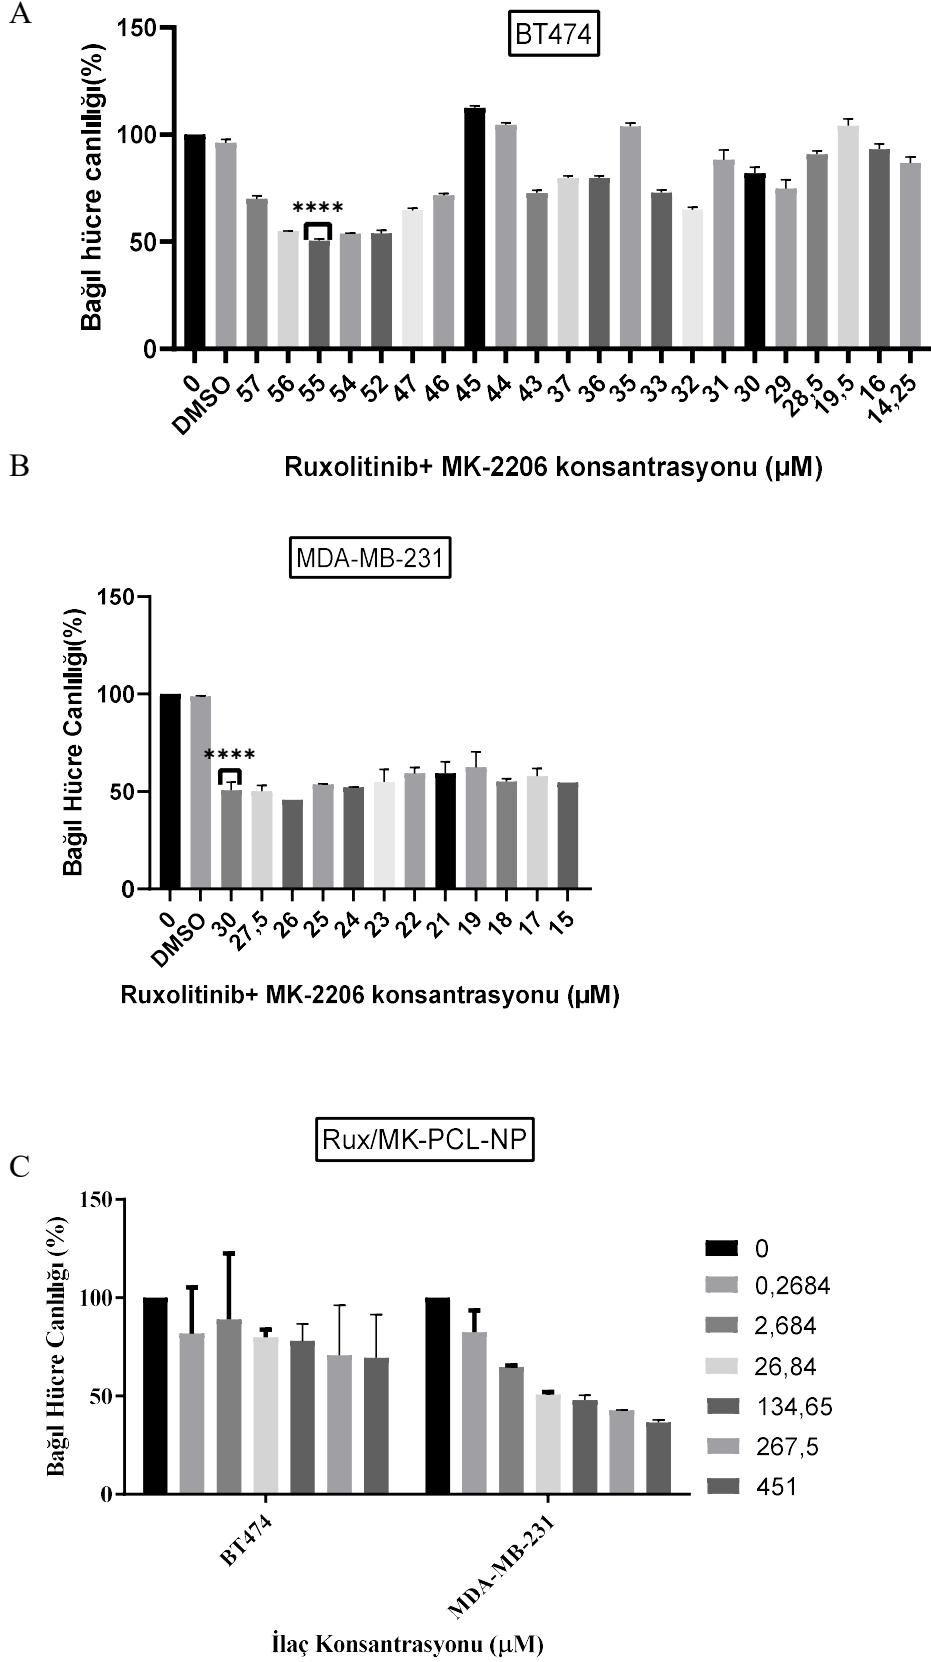 A
BT474
Bağıl hücre canlılığı(%)
150
100
50
0
****
0 DMSO 57 56 55 54 52 47 46 45 44 43 37 36 35 33 32 31 30 29 28,5 19,5 16 14,25
Ruxolitinib+ MK-2206 konsantrasyonu (µM)
B
MDA-MB-231
Bağıl Hücre Canlılığı(%)
150
100
50
0
****
0 DMSO 30 27,5 26 25 24 23 22 21 19 18 17 15
Ruxolitinib+ MK-2206 konsantrasyonu (µM)
Rux/MK-PCL-NP
C
Bağıl Hücre Canlılığı (%)
150
100
50
0
BT474 MDA-MB-231
İlaç Konsantrasyonu (µM)
0
0,2684
2,684
26,84
134,65
267,5
451